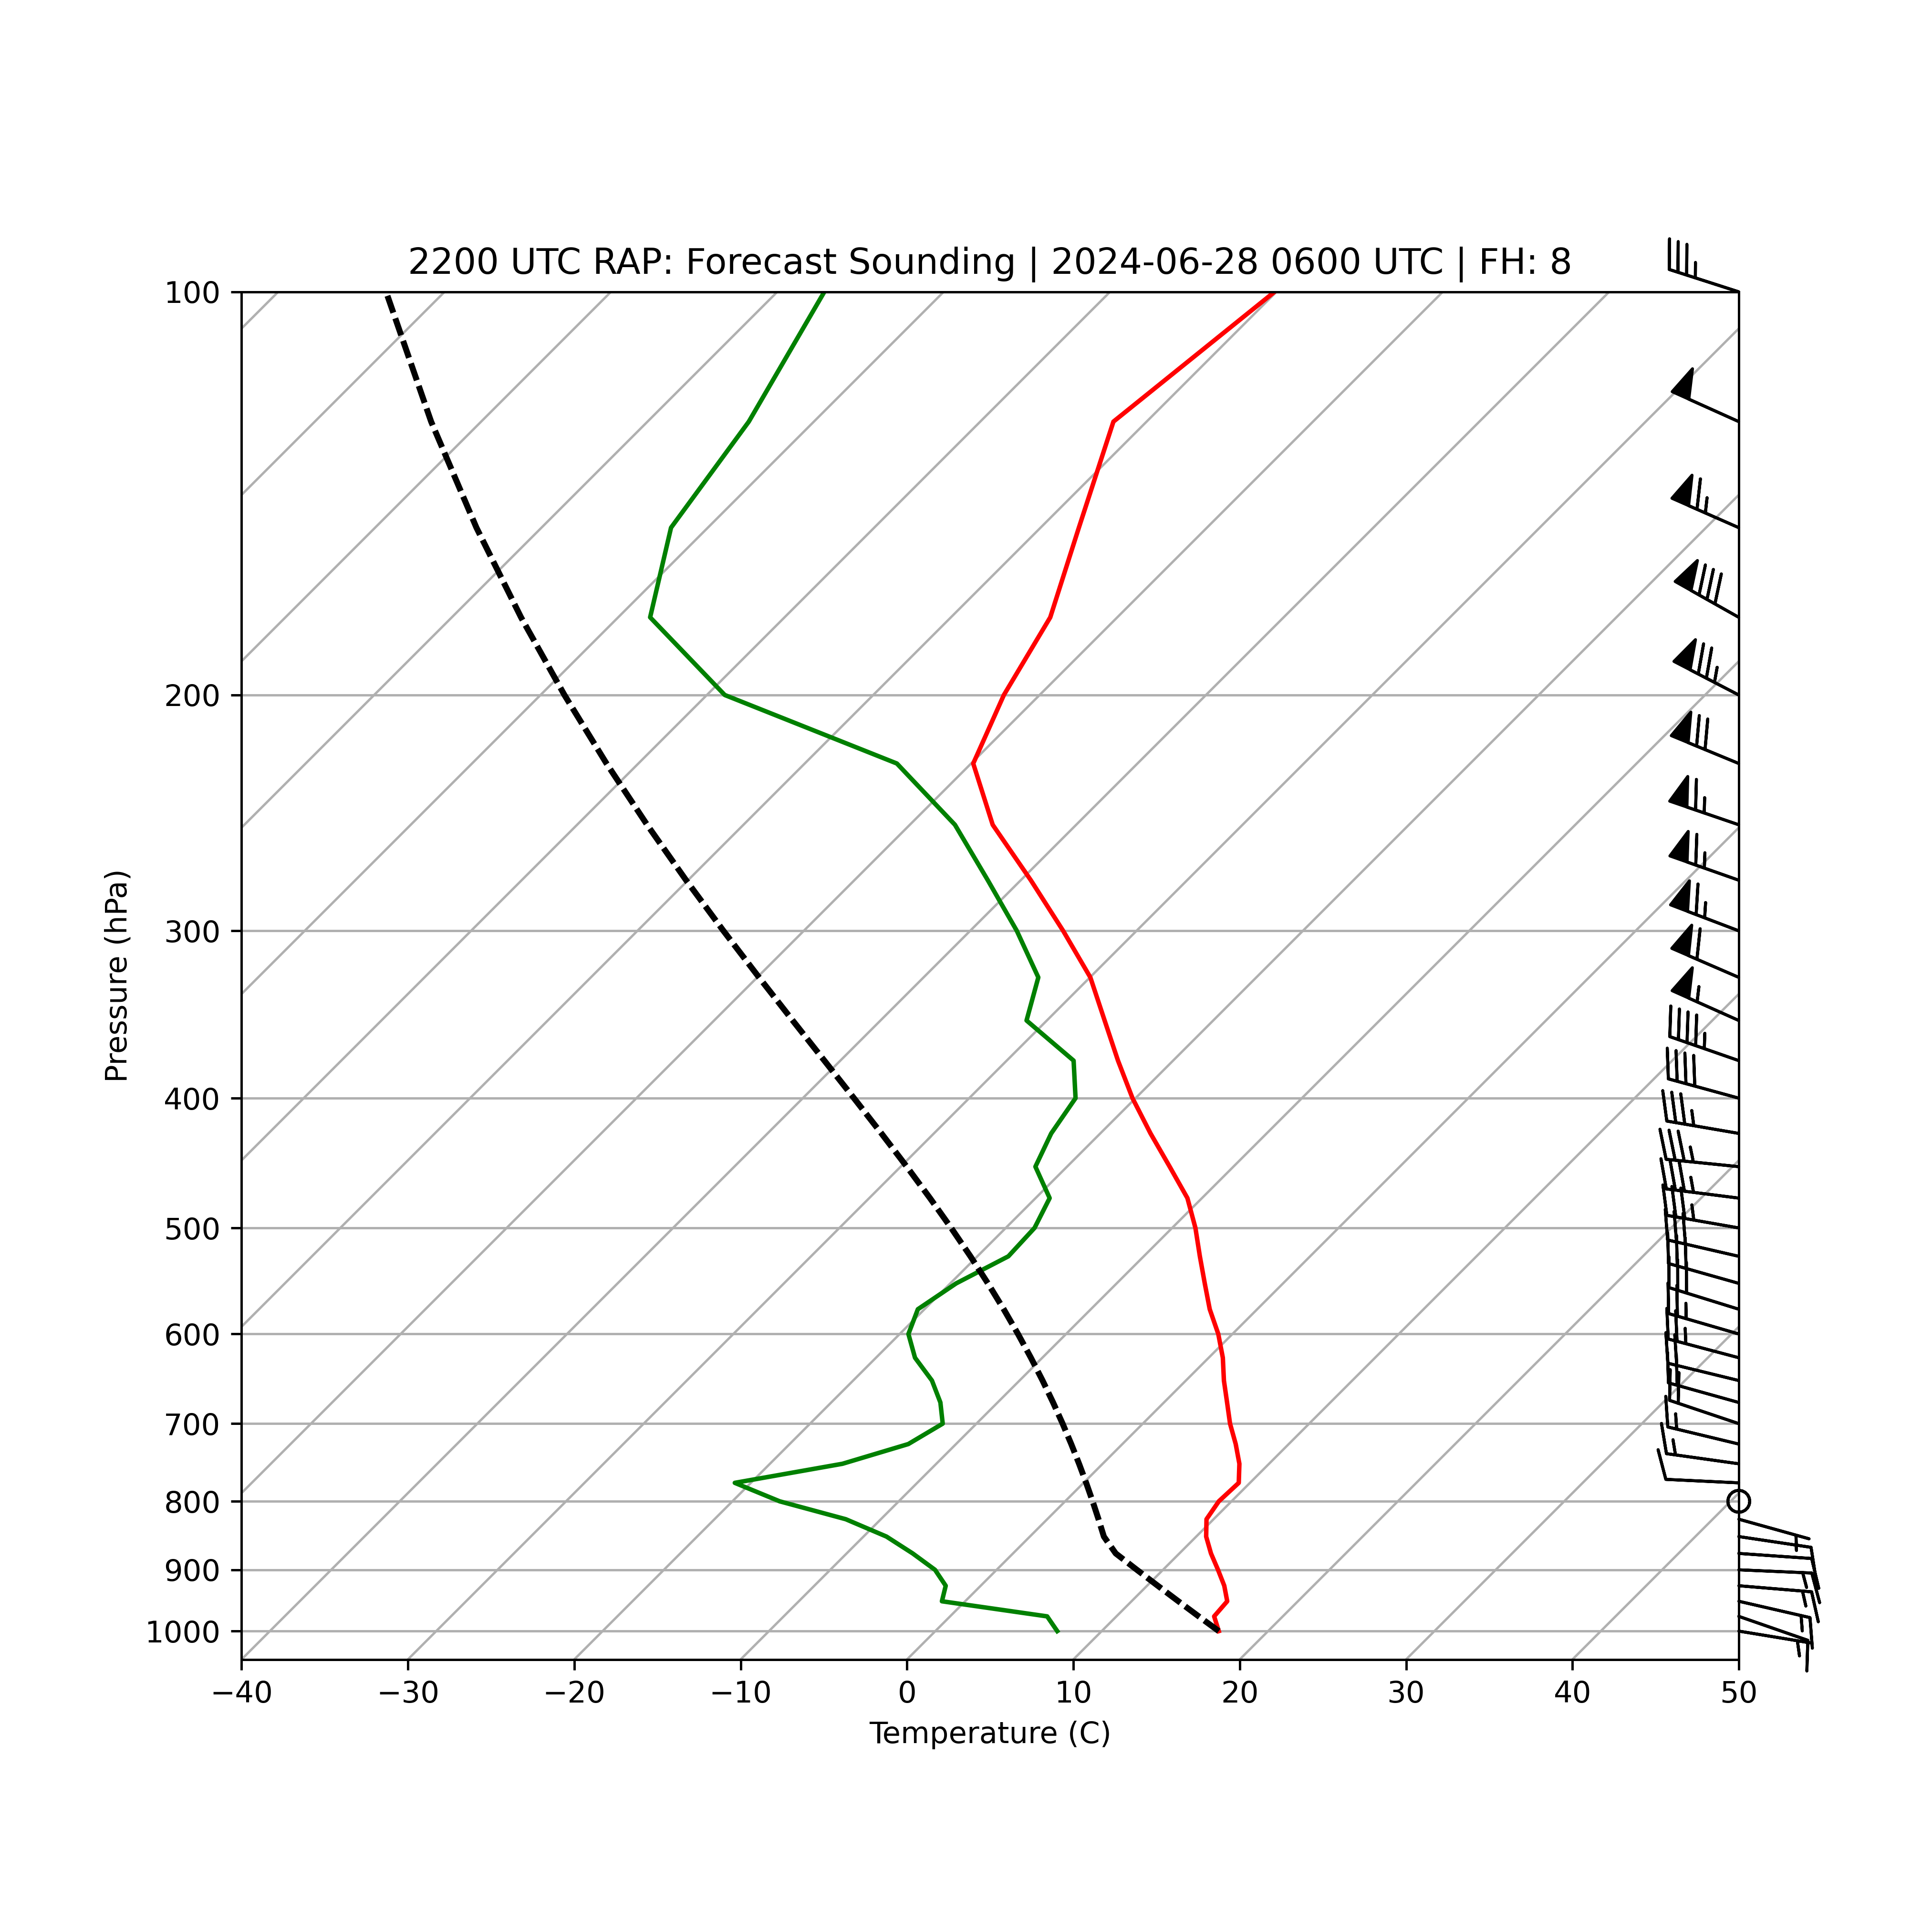 2200 UTC RAP: Forecast Sounding | 2024-06-28 0600 UTC | FH: 8
100
200
300
400
500
600
700
800
900
1000
Pressure (hPa)
−40 −30 −20 −10 0 10 20 30 40 50
Temperature (C)